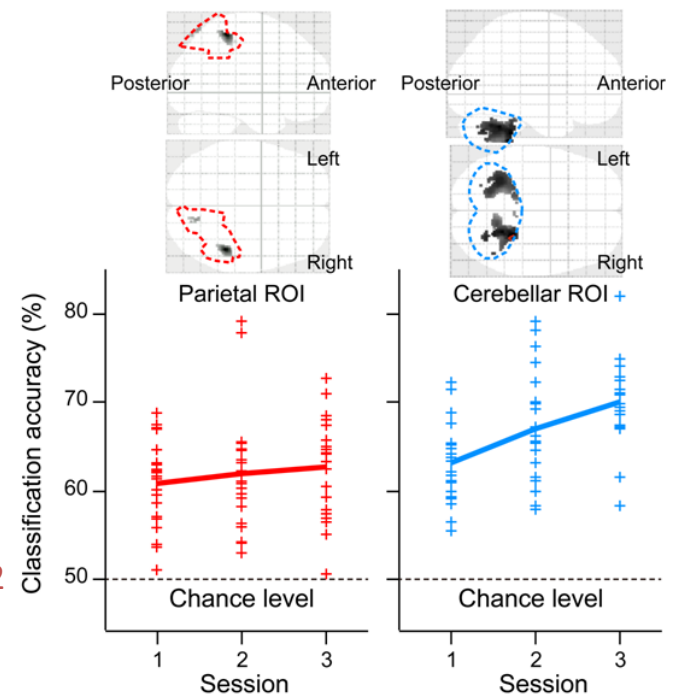 Posterior
Anterior
Left
Right
Posterior
Anterior
Left
Right
Parietal ROI
Cerebellar ROI
Classification accuracy (%)
80
70
60
50
Chance level
Chance level
1 2 3
Session
1 2 3
Session